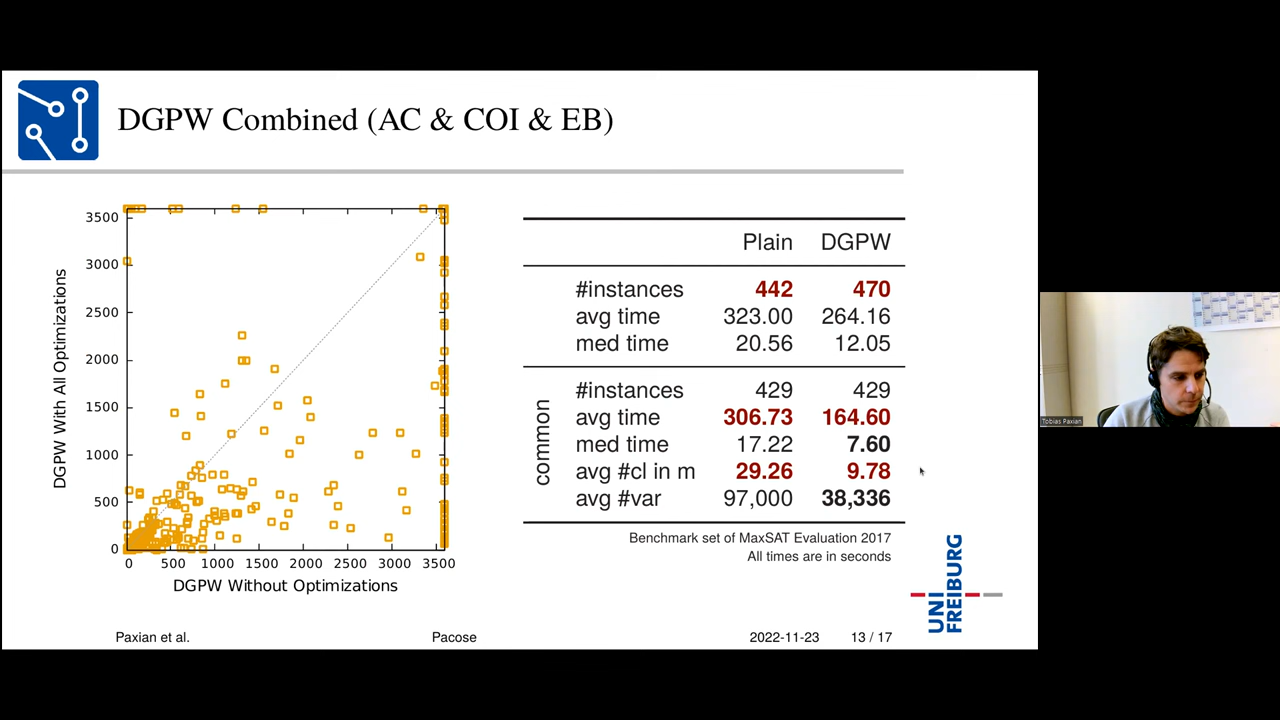 DGPW Combined (AC & COI & EB)
3500
3000
2500
2000
1500
1000
500
0
DGPW With All Optimizations
0 500 1000 1500 2000 2500 3000 3500
DGPW Without Optimizations
Plain DGPW
#instances 442 470
avg time 323.00 264.16
med time 20.56 12.05
common
#instances 429 429
avg time 306.73 164.60
med time 17.22 7.60
avg #cl in m 29.26 9.78
avg #var 97,000 38,336
Benchmark set of MaxSAT Evaluation 2017
All times are in seconds
UNI
FREIBURG
Paxian et al. Pacose 2022-11-23 13 / 17
Tobias Paxian